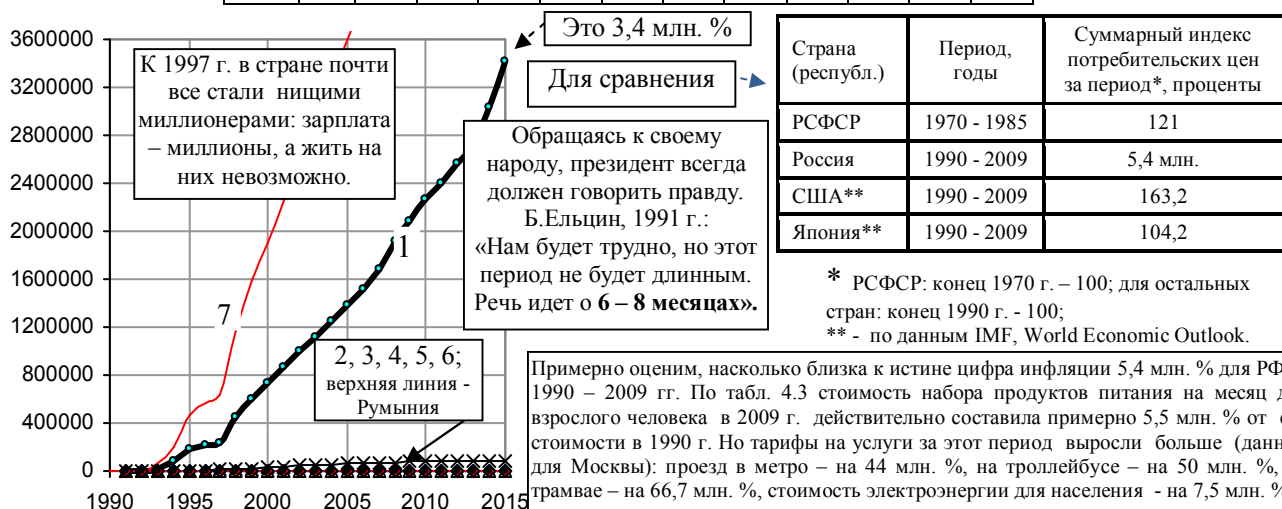 3600000
3200000
2800000
2400000
2000000
1600000
1200000
800000
400000
0
1990
1995
2000
2005
2010
2015
К 1997 г. в стране почти
все стали нищими
миллионерами: зарплата
– миллионы, а жить на
них невозможно.
7
1
Это 3,4 млн. %
Для сравнения
Обращаясь к своему
народу, президент всегда
должен говорить правду.
Б.Ельцин, 1991 г.:
«Нам будет трудно, но этот
период не будет длинным.
Речь идет о 6 – 8 месяцах».
2, 3, 4, 5, 6;
верхняя линия -
Румыния
Страна (республ.) Период, годы Суммарный индекс потребительских цен за период*, проценты
РСФСР 1970 - 1985 121
Россия 1990 - 2009 5,4 млн.
США** 1990 - 2009 163,2
Япония** 1990 - 2009 104,2
* РСФСР: конец 1970 г. – 100; для остальных
стран: конец 1990 г. - 100;
** - по данным IMF, World Economic Outlook.
Примерно оценим, насколько близка к истине цифра инфляции 5,4 млн. % для РФ
1990 – 2009 гг. По табл. 4.3 стоимость набора продуктов питания на месяц
взрослого человека в 2009 г. действительно составила примерно 5,5 млн. % от
стоимости в 1990 г. Но тарифы на услуги за этот период выросли больше
для Москвы): проезд в метро – на 44 млн. %, на троллейбусе – на 50 млн. %,
трамвае – на 66,7 млн. %, стоимость электроэнергии для населения - на 7,5 млн. %